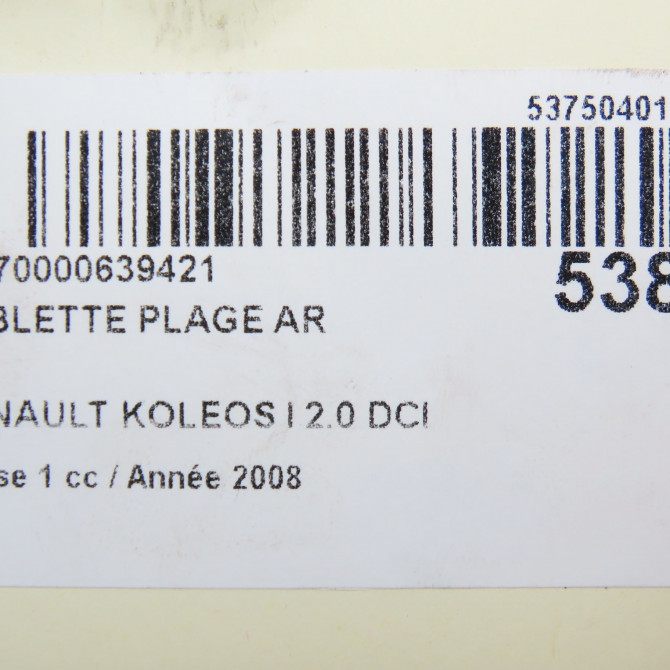 53750401
70000639421
538
BLETTE PLAGE AR
NAULT KOLEOS I 2.0 DCI
se 1 cc / Année 2008